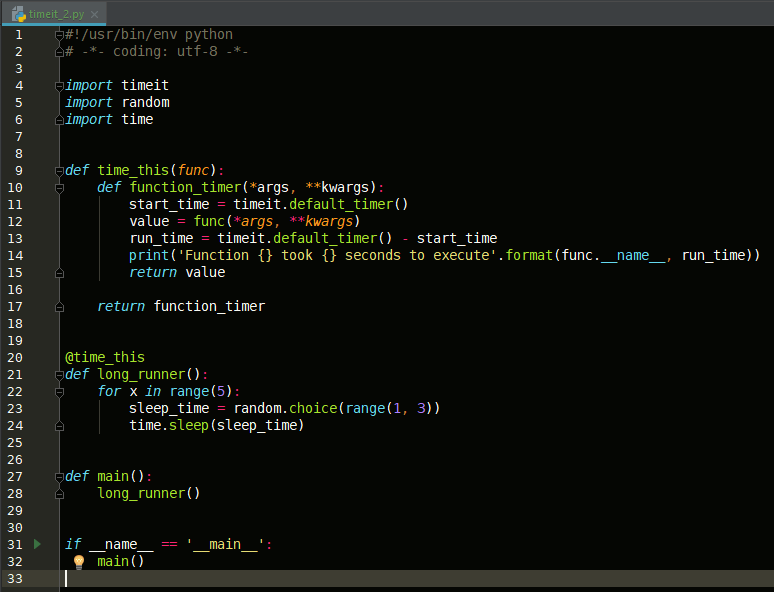 timeit_2.py
1 #!/usr/bin/env python
2 # -*- coding: utf-8 -*-
3
4 import timeit
5 import random
6 import time
7
8
9 def time_this(func):
10     def function_timer(*args, **kwargs):
11         start_time = timeit.default_timer()
12         value = func(*args, **kwargs)
13         run_time = timeit.default_timer() - start_time
14         print('Function {} took {} seconds to execute'.format(func.__name__, run_time))
15         return value
16
17     return function_timer
18
19
20 @time_this
21 def long_runner():
22     for x in range(5):
23         sleep_time = random.choice(range(1, 3))
24         time.sleep(sleep_time)
25
26
27 def main():
28     long_runner()
29
30
31 if __name__ == '__main__':
32     main()
33